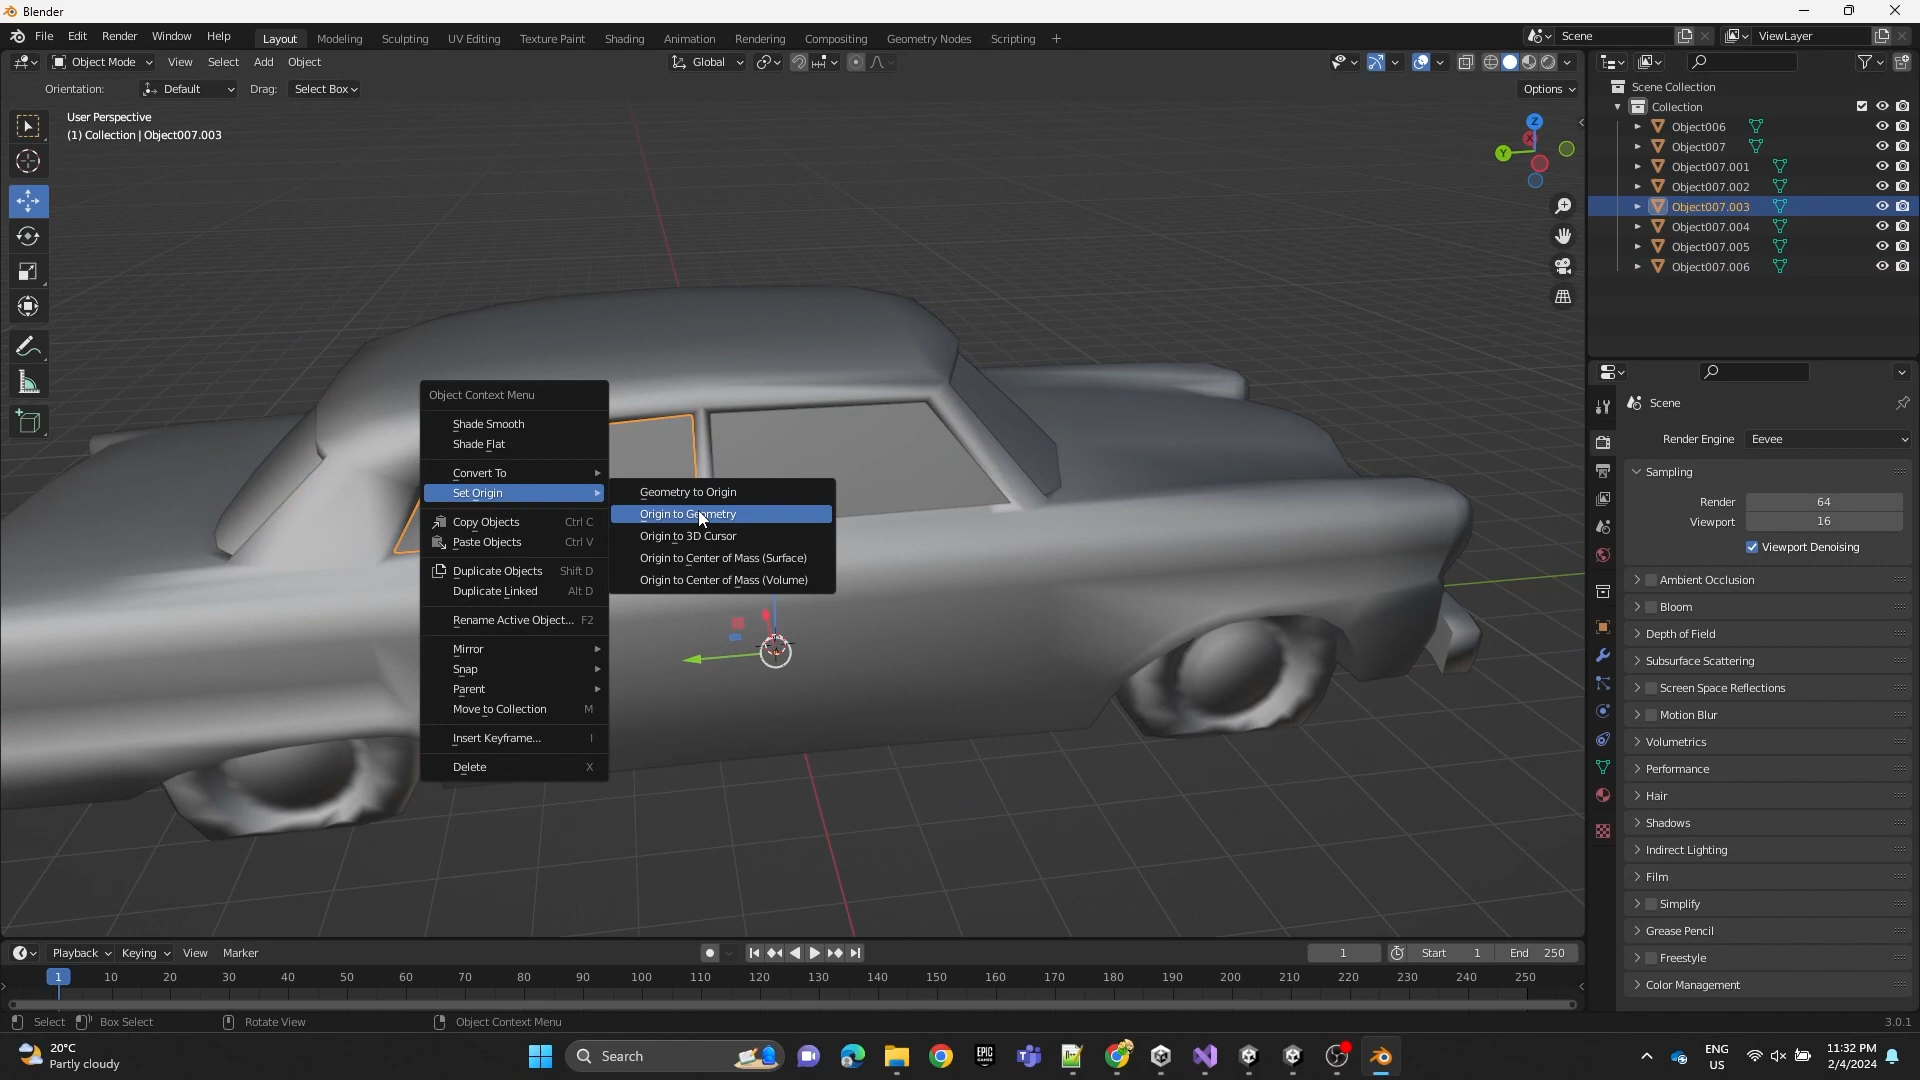 Blender
File Edit Render Window Help
Layout Modeling Sculpting UV Editing Texture Paint Shading Animation Rendering Compositing Geometry Nodes Scripting +
Scene
ViewLayer
Object Mode View Select Add Object
Global
Orientation: Default Drag: Select Box
Options
User Perspective
(1) Collection | Object007.003
Z
X
Y
Scene Collection
Collection
Object006
Object007
Object007.001
Object007.002
Object007.003
Object007.004
Object007.005
Object007.006
Object Context Menu
Shade Smooth
Shade Flat
Convert To
Set Origin
Copy Objects Ctrl C
Paste Objects Ctrl V
Duplicate Objects Shift D
Duplicate Linked Alt D
Rename Active Object... F2
Mirror
Snap
Parent
Move to Collection M
Insert Keyframe... I
Delete X
Geometry to Origin
Origin to Geometry
Origin to 3D Cursor
Origin to Center of Mass (Surface)
Origin to Center of Mass (Volume)
Scene
Render Engine Eevee
Sampling
Render 64
Viewport 16
Viewport Denoising
Ambient Occlusion
Bloom
Depth of Field
Subsurface Scattering
Screen Space Reflections
Motion Blur
Volumetrics
Performance
Hair
Shadows
Indirect Lighting
Film
Simplify
Grease Pencil
Freestyle
Color Management
Playback Keying View Marker
1 Start 1 End 250
1 10 20 30 40 50 60 70 80 90 100 110 120 130 140 150 160 170 180 190 200 210 220 230 240 250
Select Box Select Rotate View Object Context Menu
3.0.1
20°C
Partly cloudy
Search
EPIC
GAMES
ENG
US
11:32 PM
2/4/2024